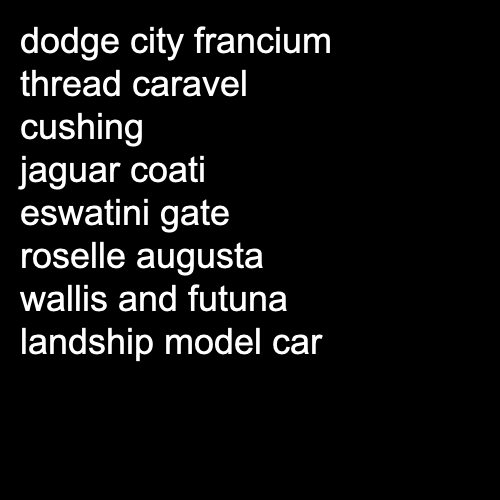 dodge city francium
thread caravel
cushing
jaguar coati
eswatini gate
roselle augusta
wallis and futuna
landship model car